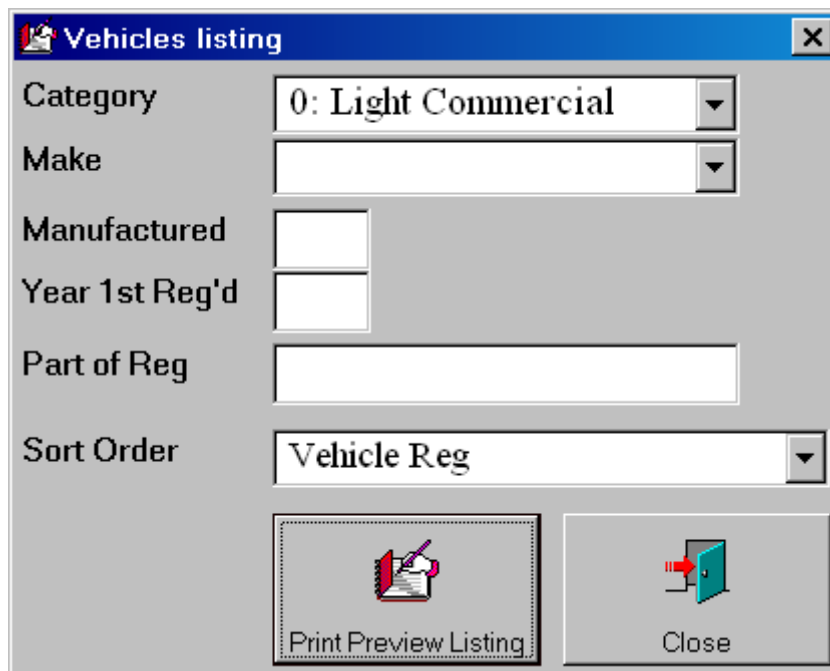 Vehicles listing
Category 0: Light Commercial
Make
Manufactured
Year 1st Reg'd
Part of Reg
Sort Order Vehicle Reg
Print Preview Listing Close